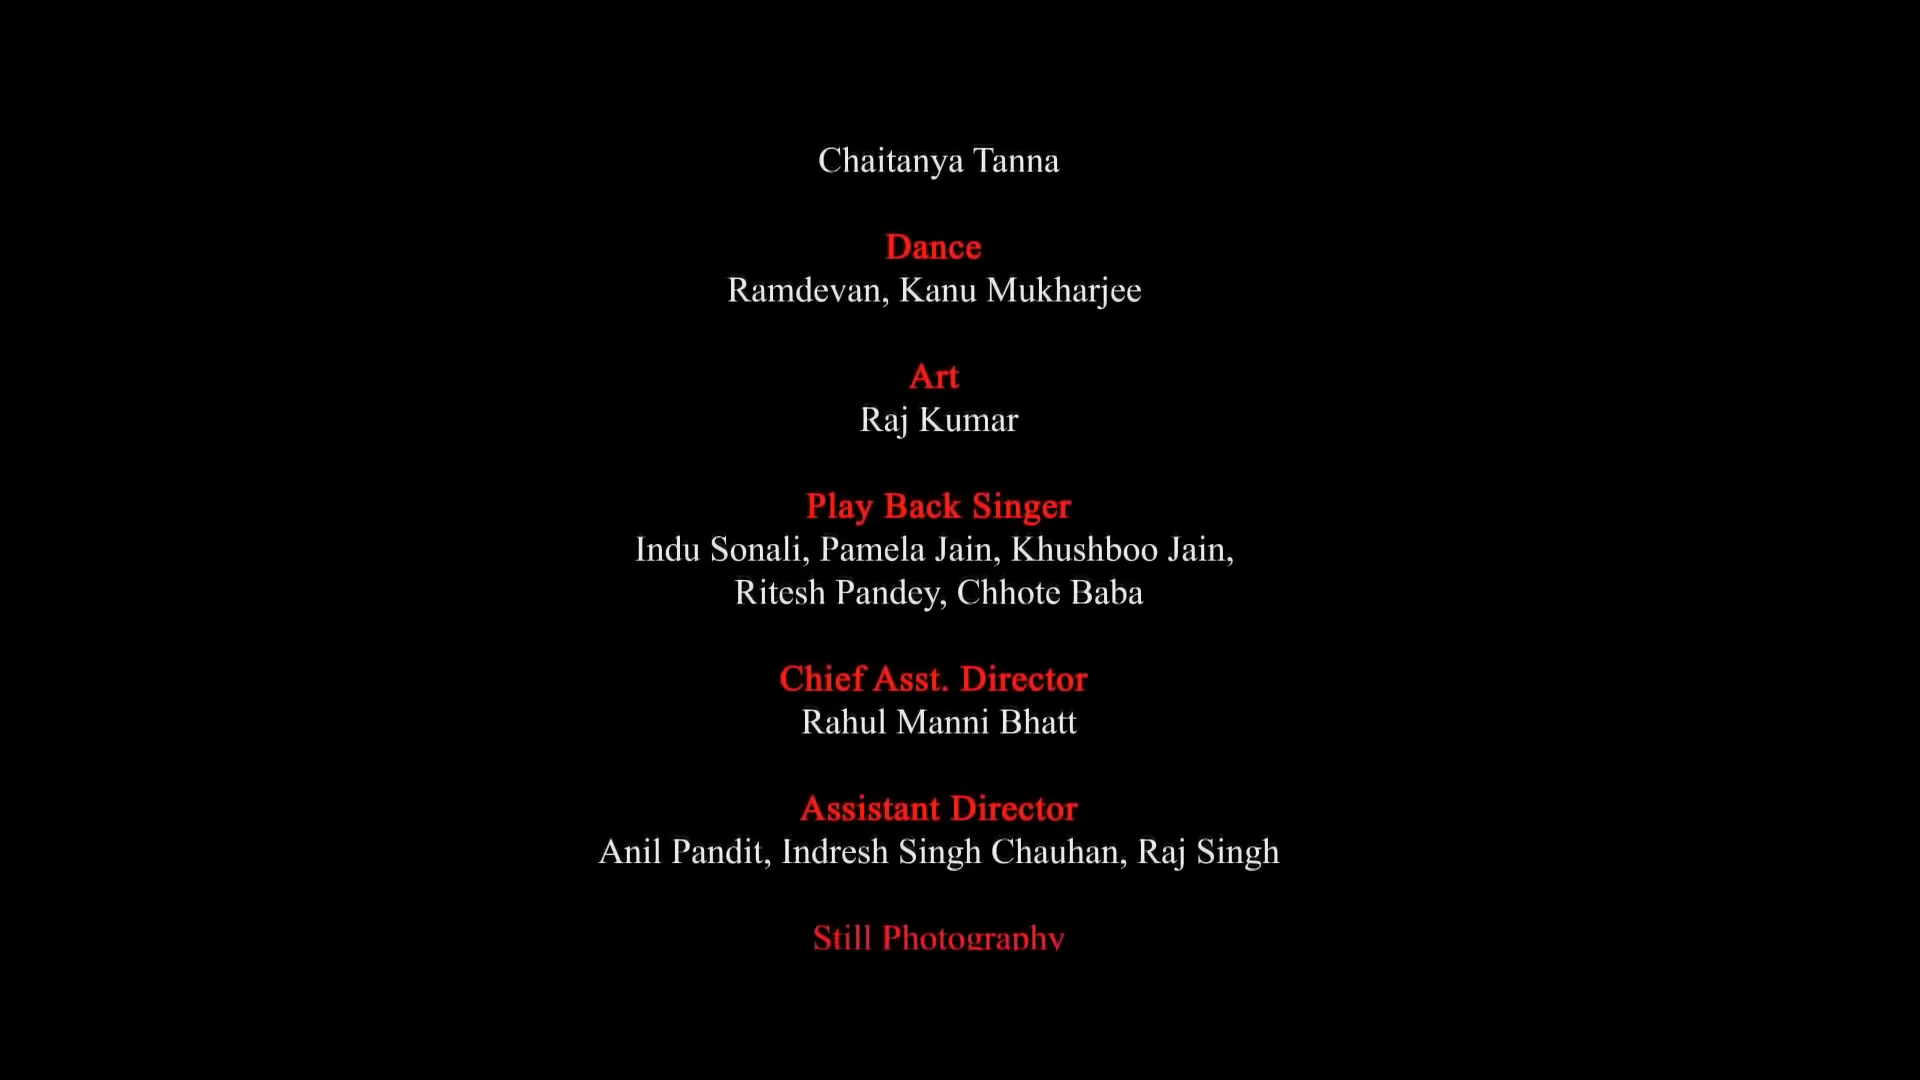 Chaitanya Tanna
Dance
Ramdevan, Kanu Mukharjee
Art
Raj Kumar
Play Back Singer
Indu Sonali, Pamela Jain, Khushboo Jain,
Ritesh Pandey, Chhote Baba
Chief Asst. Director
Rahul Manni Bhatt
Assistant Director
Anil Pandit, Indresh Singh Chauhan, Raj Singh
Still Photography